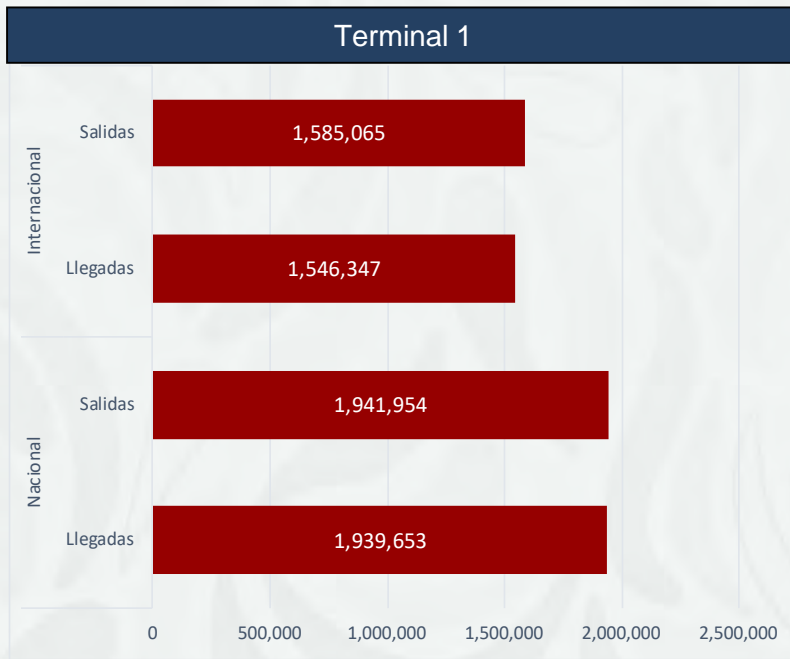 Terminal 1
Internacional
Salidas
1,585,065
Llegadas
1,546,347
Nacional
Salidas
1,941,954
Llegadas
1,939,653
0 500,000 1,000,000 1,500,000 2,000,000 2,500,000